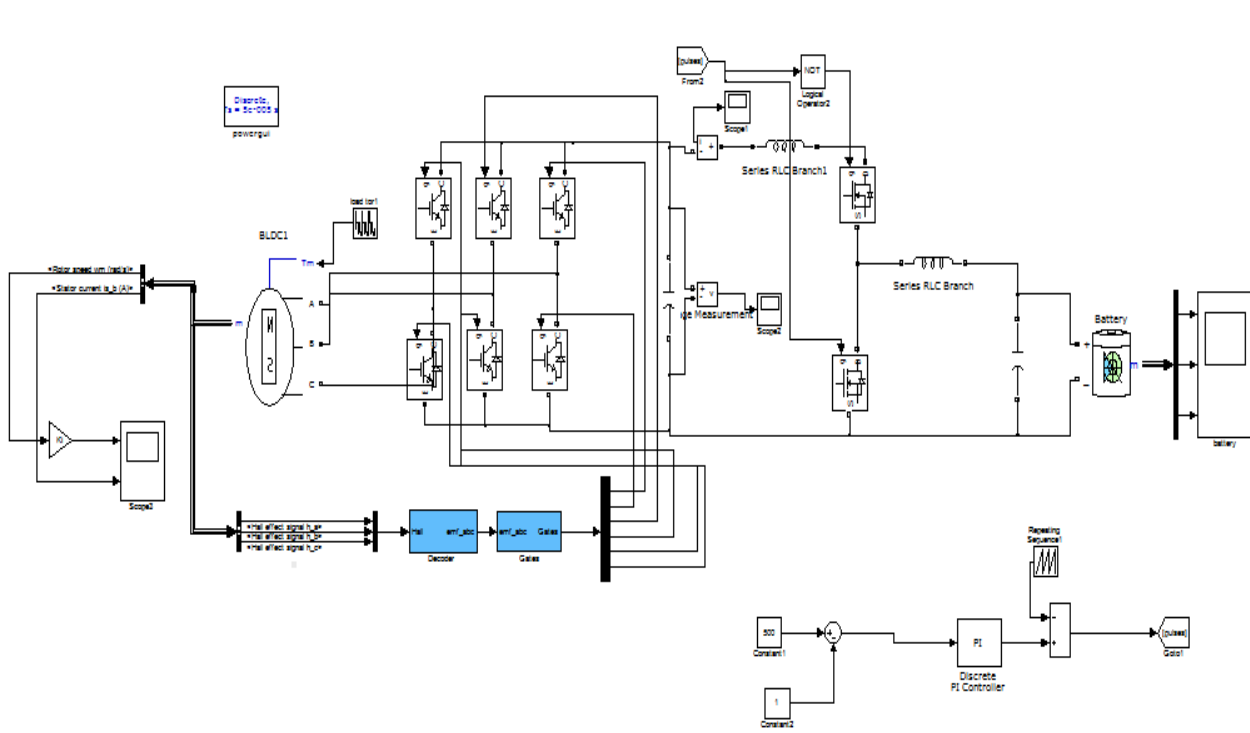 [pulses]
From2
NOT
Logical
Operator2
Discrete,
powergui
Scope1
Series RLC Branch1
load tor1
BLDC1
Tm
<Rotor speed wm (rad/s)>
<Stator current is_b (A)>
m
A
B
C
N
S
Series RLC Branch
ge Measurement
Scope2
Battery
m
battery
Scope3
<Hall effect signal h_a>
<Hall effect signal h_b>
<Hall effect signal h_c>
Hall
emf_abc
Decoder
emf_abc
Gates
Gates
Repeating
Sequence1
500
Constant1
1
Constant2
PI
Discrete
PI Controller
[pulses]
Goto1